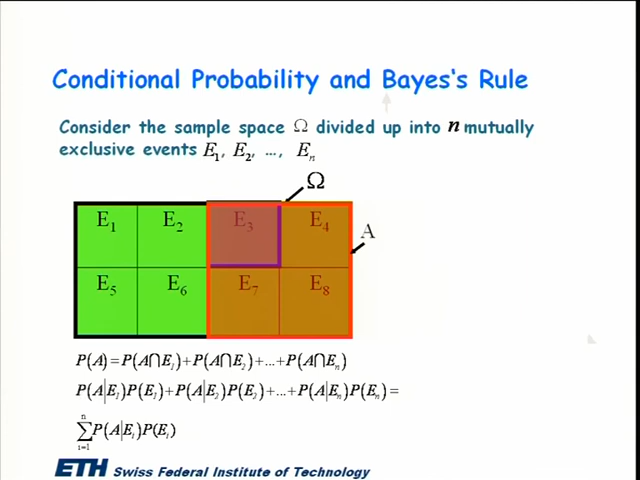 Conditional Probability and Bayes's Rule
Consider the sample space Ω divided up into n mutually
exclusive events E₁, E₂, ..., Eₙ
Ω
E₁ E₂ E₃ E₄
A
E₅ E₆ E₇ E₈
P(A) = P(A∩E₁) + P(A∩E₂) + ... + P(A∩Eₙ)
P(A|E₁)P(E₁) + P(A|E₂)P(E₂) + ... + P(A|Eₙ)P(Eₙ) =
∑ⁿᵢ₌₁ P(A|Eᵢ)P(Eᵢ)
ETH Swiss Federal Institute of Technology